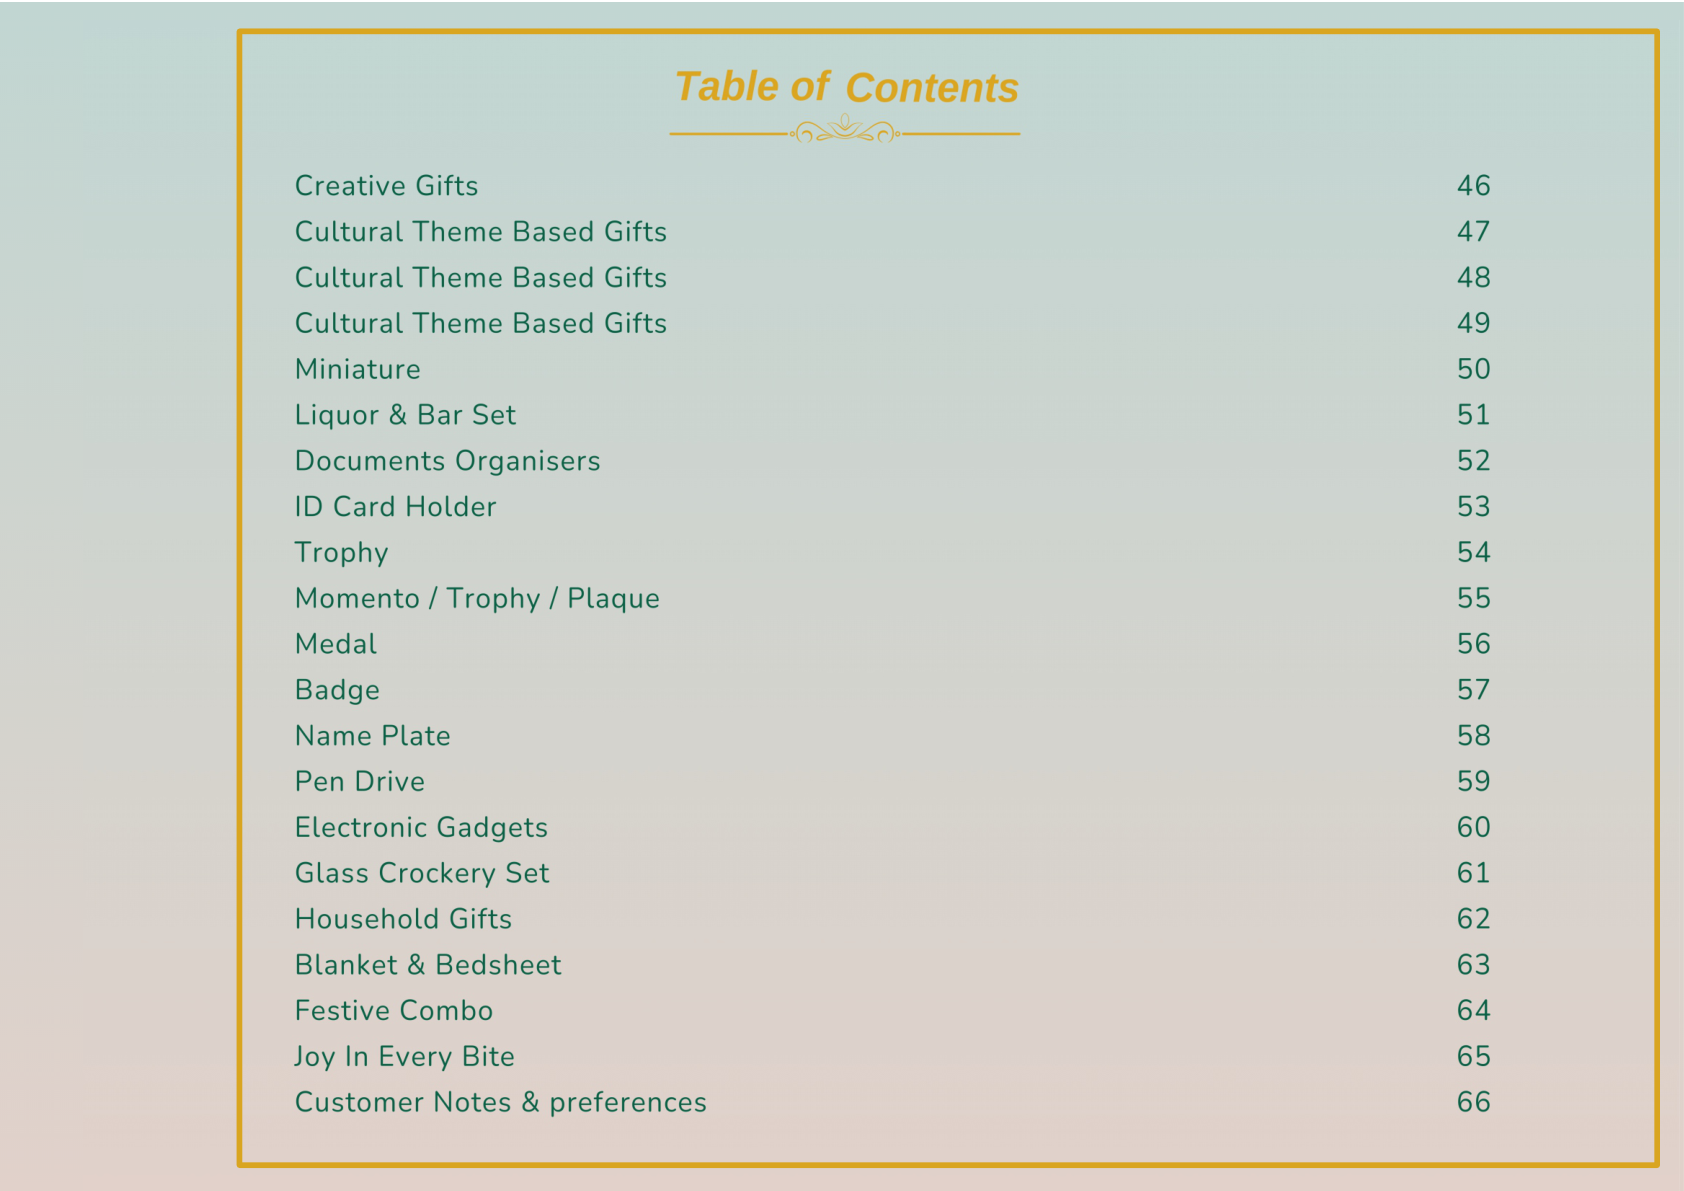 Table of Contents
Creative Gifts 46
Cultural Theme Based Gifts 47
Cultural Theme Based Gifts 48
Cultural Theme Based Gifts 49
Miniature 50
Liquor & Bar Set 51
Documents Organisers 52
ID Card Holder 53
Trophy 54
Momento / Trophy / Plaque 55
Medal 56
Badge 57
Name Plate 58
Pen Drive 59
Electronic Gadgets 60
Glass Crockery Set 61
Household Gifts 62
Blanket & Bedsheet 63
Festive Combo 64
Joy In Every Bite 65
Customer Notes & preferences 66